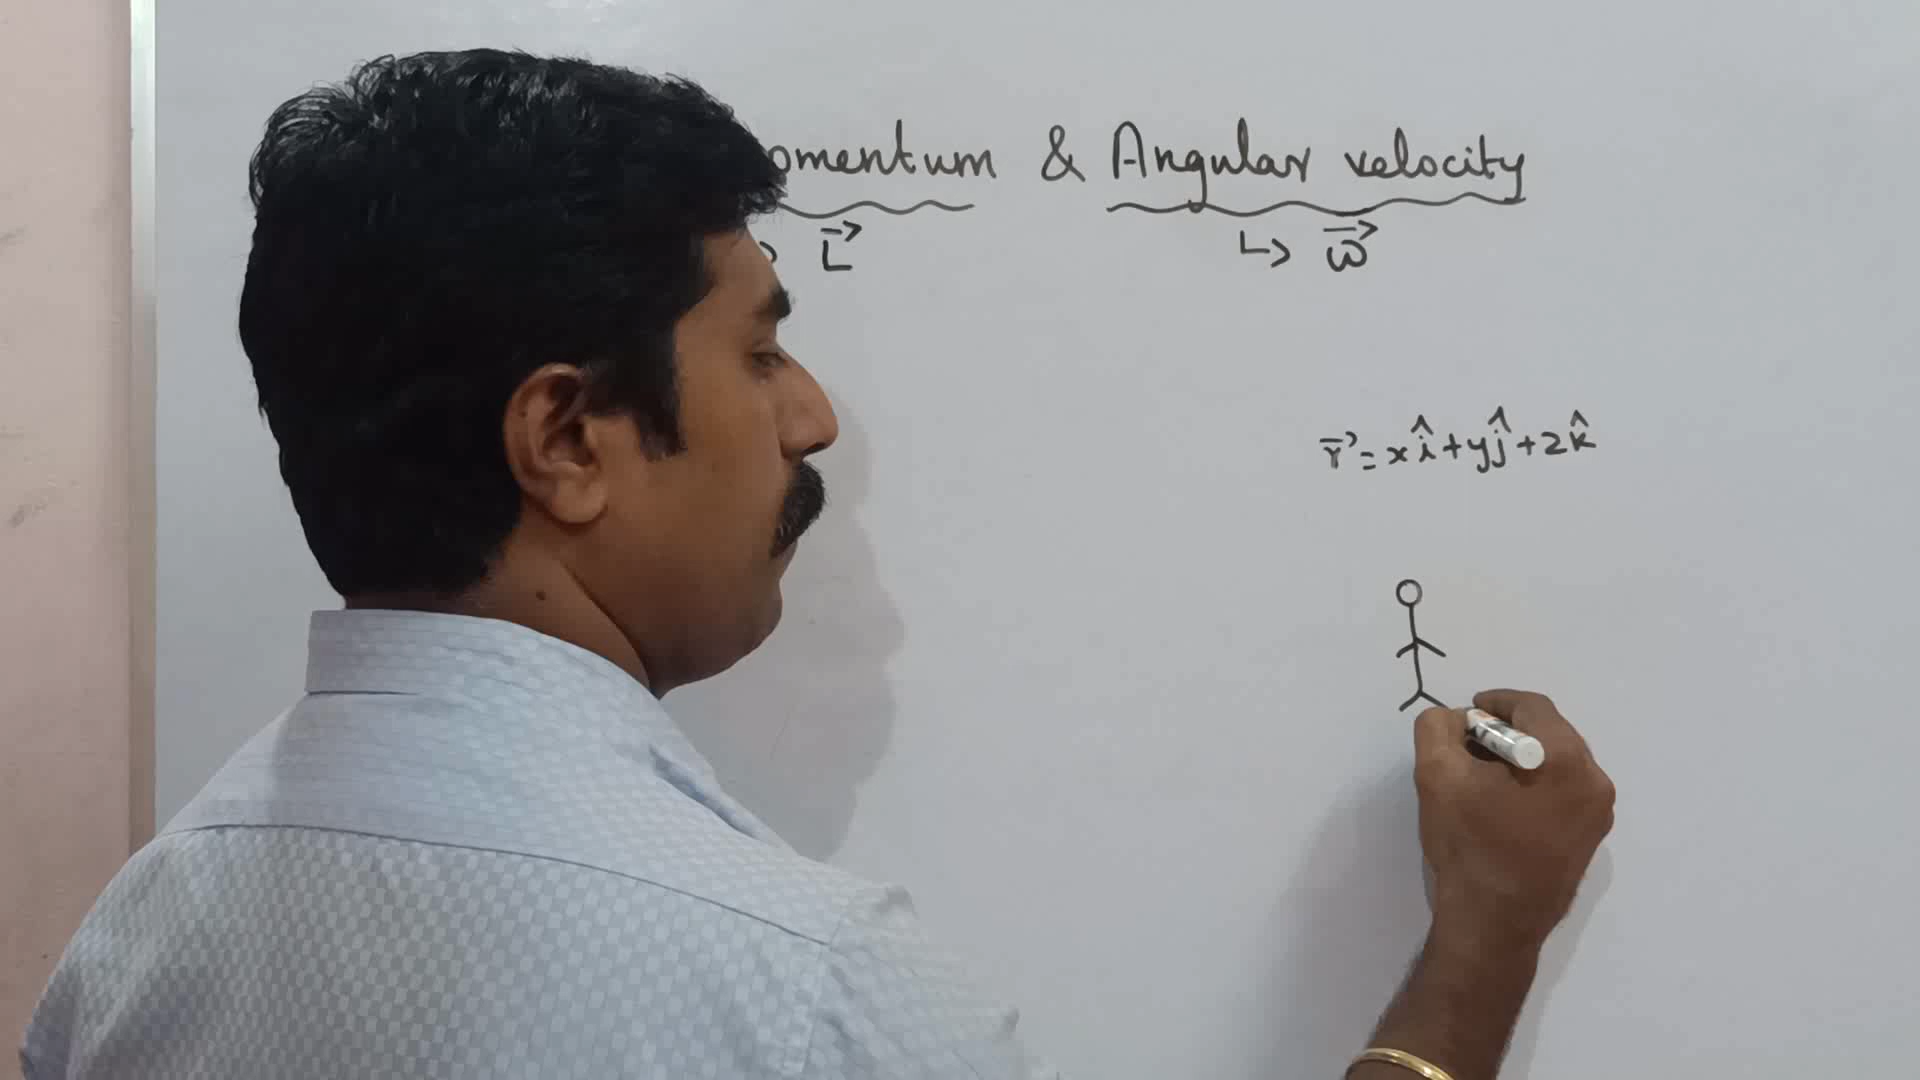 omentum & Angular velocity
L⃗ ↳ ω⃗
r⃗ = xî + yĵ + zk̂